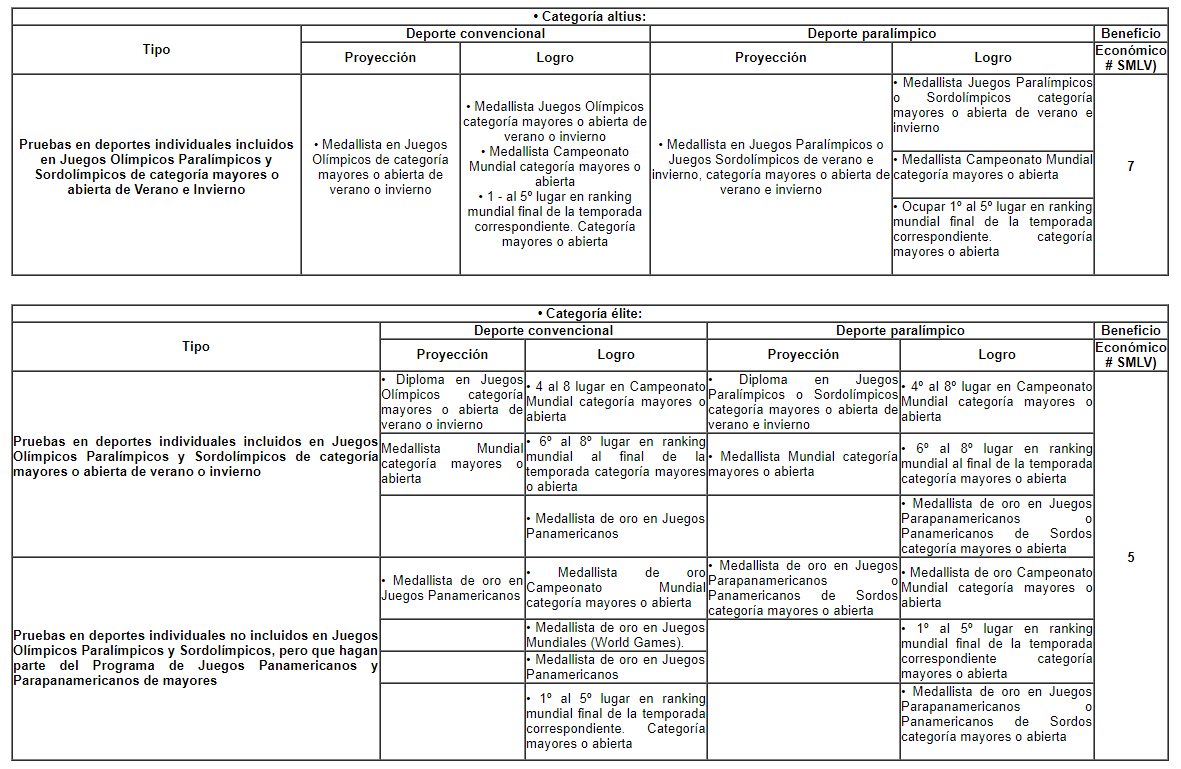 • Categoría altius:
Tipo
Deporte convencional
Deporte paralímpico
Beneficio
Proyección
Logro
Proyección
Logro
Económico
# SMLV)
Pruebas en deportes individuales incluidos
en Juegos Olímpicos Paralímpicos y
Sordolímpicos de categoría mayores o
abierta de Verano e Invierno
• Medallista en Juegos
Olímpicos de categoría
mayores o abierta de
verano o invierno
• Medallista Juegos Olímpicos
categoría mayores o abierta de
verano o invierno
• Medallista Campeonato
Mundial categoría mayores o
abierta
• 1 - al 5º lugar en ranking
mundial final de la temporada
correspondiente. Categoría
mayores o abierta
• Medallista en Juegos Paralímpicos o
Juegos Sordolímpicos de verano e
invierno, categoría mayores o abierta de
verano e invierno
• Medallista Juegos Paralímpicos
o Sordolímpicos categoría
mayores o abierta de verano e
invierno
• Medallista Campeonato Mundial
categoría mayores o abierta
• Ocupar 1º al 5º lugar en ranking
mundial final de la temporada
correspondiente. categoría
mayores o abierta
7
• Categoría élite:
Tipo
Deporte convencional
Deporte paralímpico
Beneficio
Proyección
Logro
Proyección
Logro
Económico
# SMLV)
Pruebas en deportes individuales incluidos en Juegos
Olímpicos Paralímpicos y Sordolímpicos de categoría
mayores o abierta de verano o invierno
• Diploma en Juegos
Olímpicos categoría
mayores o abierta de
verano o invierno
• 4 al 8 lugar en Campeonato
Mundial categoría mayores o
abierta
• Diploma en Juegos
Paralímpicos o Sordolímpicos
categoría mayores o abierta de
verano e invierno
• 4º al 8º lugar en Campeonato
Mundial categoría mayores o
abierta
Medallista Mundial
categoría mayores o
abierta
• 6º al 8º lugar en ranking
mundial al final de la
temporada categoría mayores
o abierta
• Medallista Mundial categoría
mayores o abierta
• 6º al 8º lugar en ranking
mundial al final de la temporada
categoría mayores o abierta
• Medallista de oro en Juegos
Panamericanos
• Medallista de oro en Juegos
Parapanamericanos o
Panamericanos de Sordos
categoría mayores o abierta
5
Pruebas en deportes individuales no incluidos en Juegos
Olímpicos Paralímpicos y Sordolímpicos, pero que hagan
parte del Programa de Juegos Panamericanos y
Parapanamericanos de mayores
• Medallista de oro en
Juegos Panamericanos
• Medallista de oro
Campeonato Mundial
categoría mayores o abierta
• Medallista de oro en Juegos
Parapanamericanos o
Panamericanos de Sordos
categoría mayores o abierta
• Medallista de oro Campeonato
Mundial categoría mayores o
abierta
• Medallista de oro en Juegos
Mundiales (World Games).
• 1º al 5º lugar en ranking
mundial final de la temporada
correspondiente categoría
mayores o abierta
• Medallista de oro en Juegos
Panamericanos
• 1º al 5º lugar en ranking
mundial final de la temporada
correspondiente. Categoría
mayores o abierta
• Medallista de oro en Juegos
Parapanamericanos o
Panamericanos de Sordos
categoría mayores o abierta